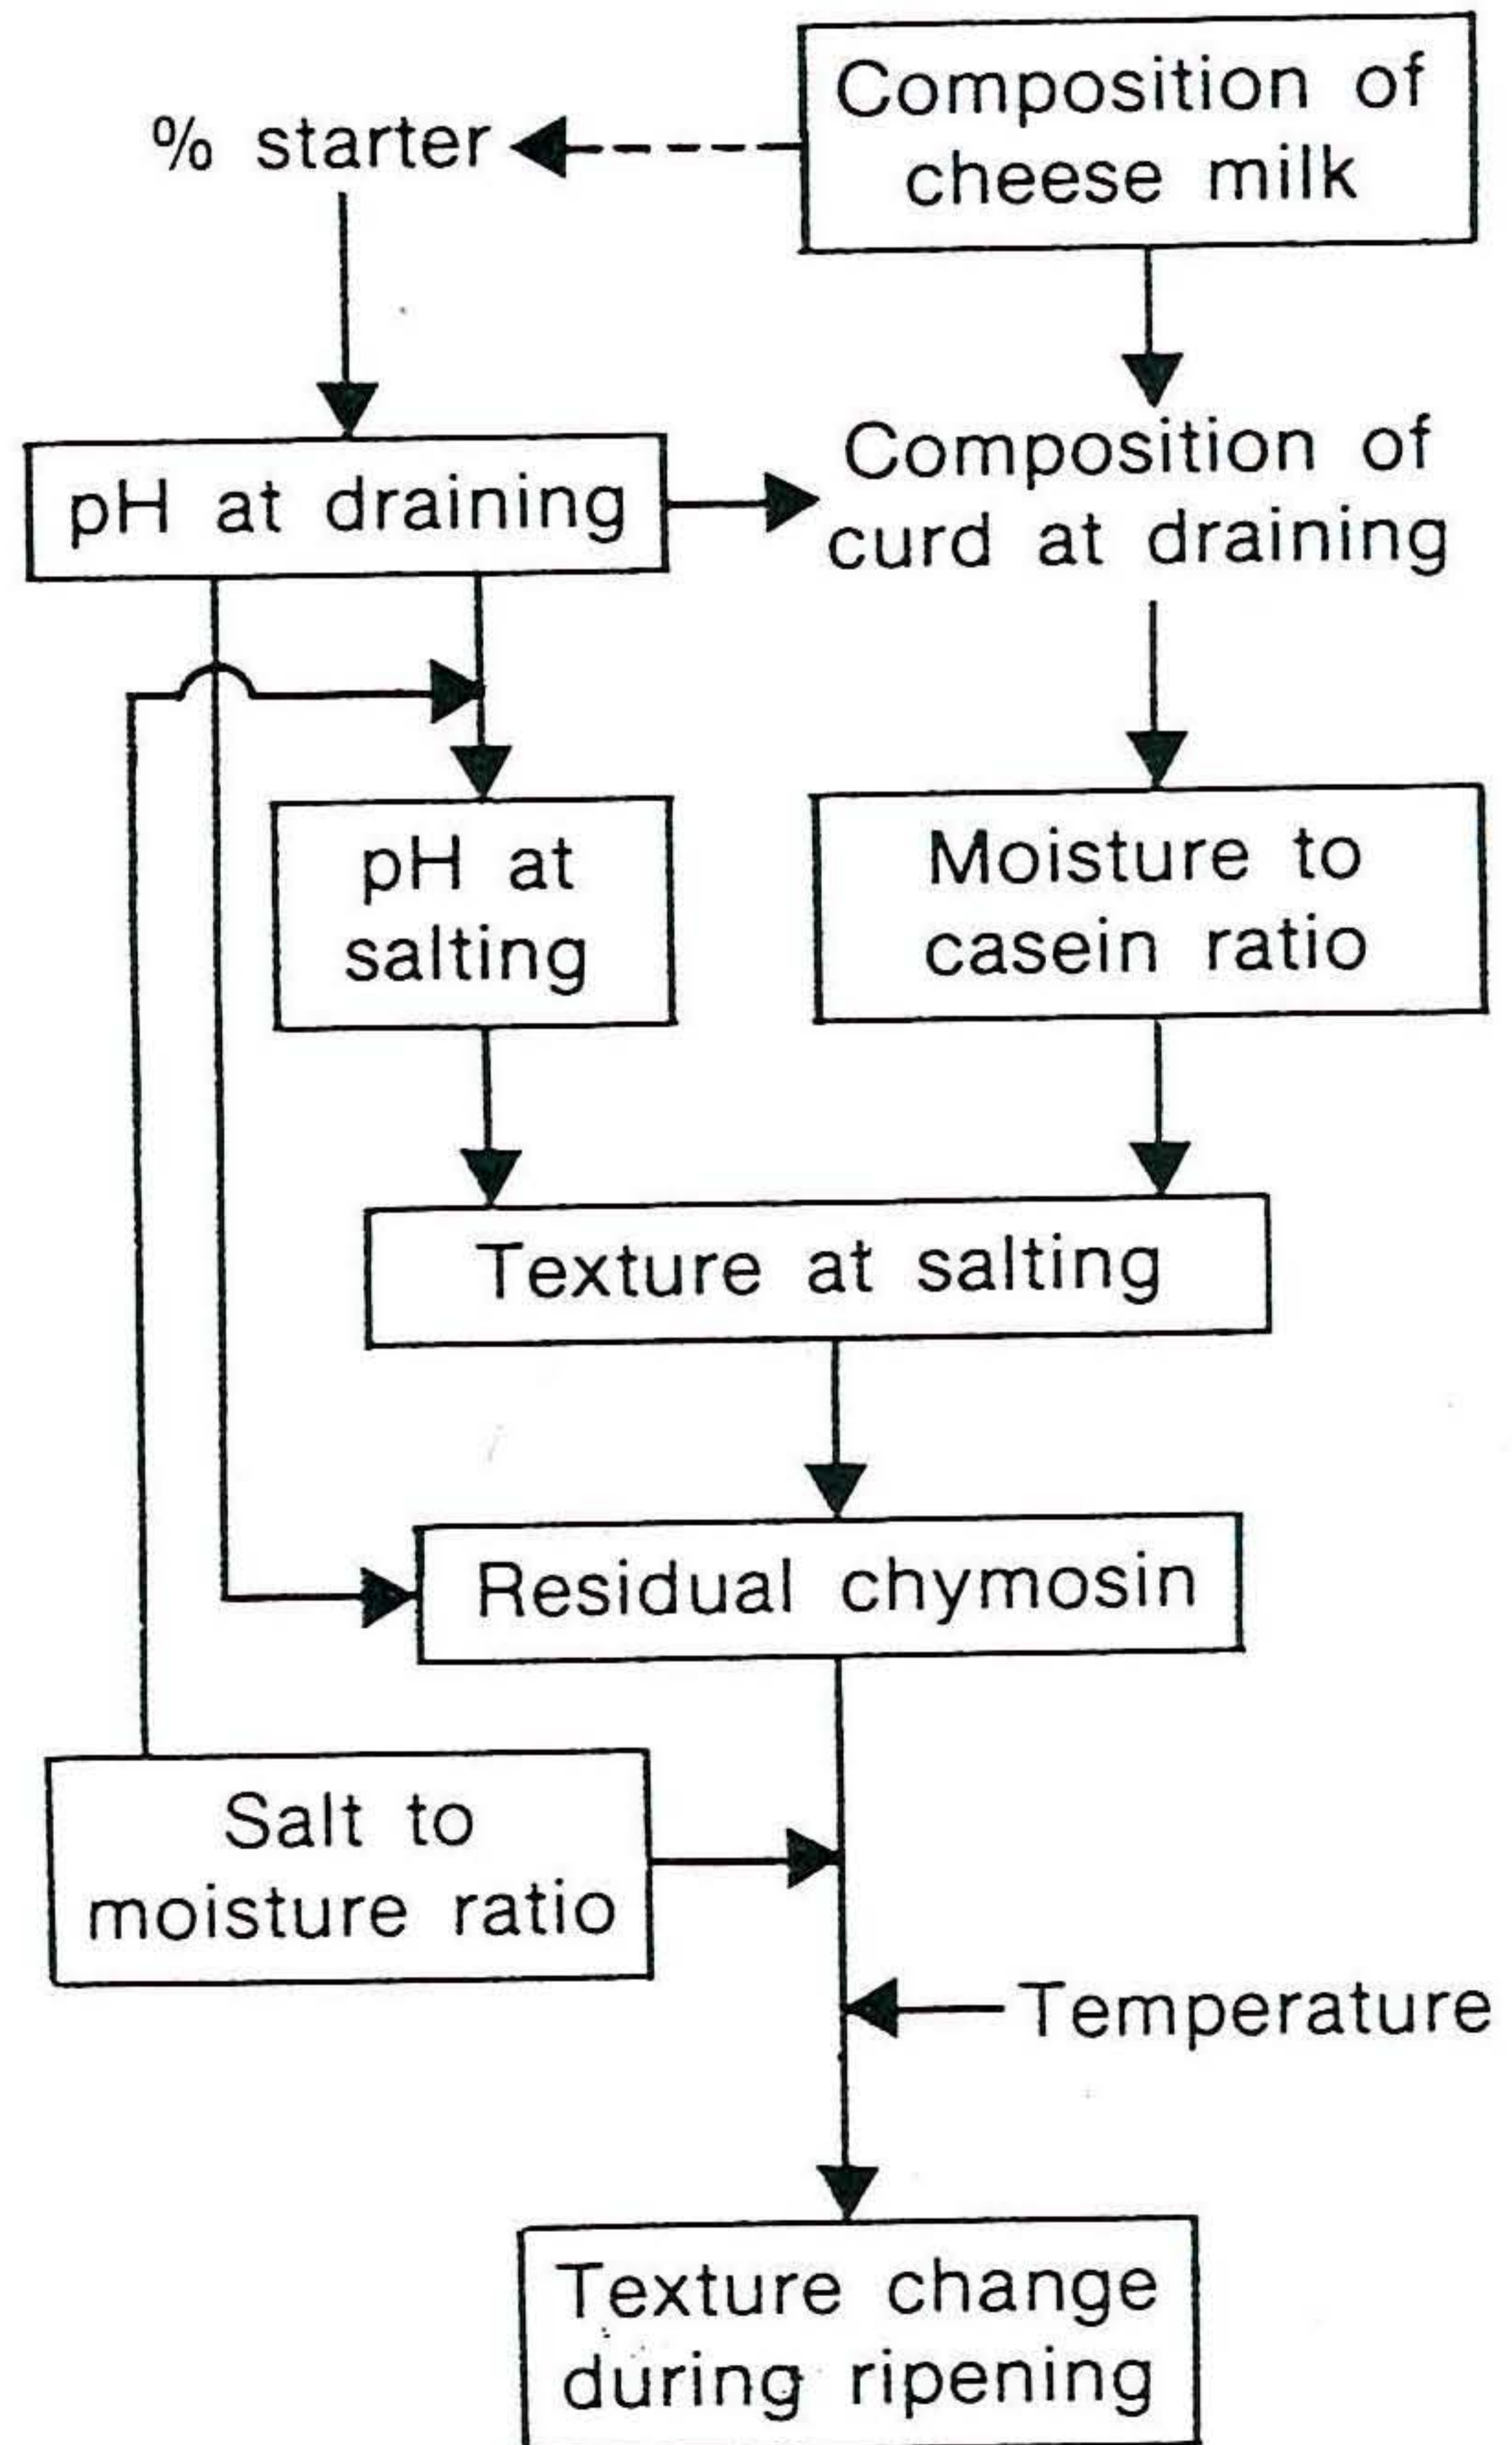 Composition of
cheese milk
% starter
pH at draining
Composition of
curd at draining
pH at
salting
Moisture to
casein ratio
Texture at salting
Residual chymosin
Salt to
moisture ratio
Temperature
Texture change
during ripening